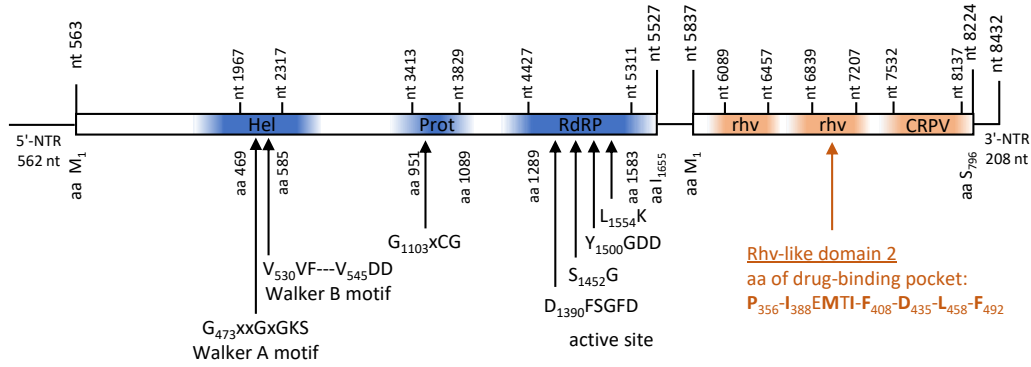 nt 563
nt 1967
nt 2317
nt 3413
nt 3829
nt 4427
nt 5311
nt 5527
nt 5837
nt 6089
nt 6457
nt 6839
nt 7207
nt 7532
nt 8137
nt 8224
nt 8432
Hel
Prot
RdRP
rhv
rhv
CRPV
5'-NTR
562 nt
3'-NTR
208 nt
aa M1
aa 469
aa 585
aa 951
aa 1089
aa 1289
aa 1583
aa I1655
aa M1
aa S796
L1554K
G1103xCG
Y1500GDD
V530VF---V545DD
Walker B motif
S1452G
D1390FSGFD
G473xxGxGKS
Walker A motif
active site
Rhv-like domain 2
aa of drug-binding pocket:
P356-I388EMTI-F408-D435-L458-F492